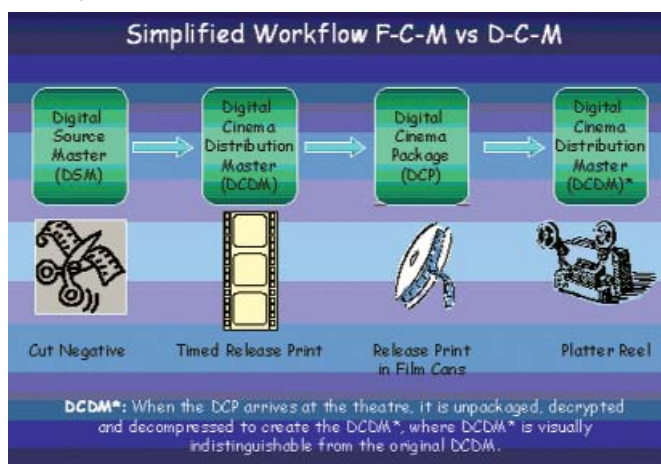 Simplified Workflow F-C-M vs D-C-M
Digital
Source
Master
(DSM)
Digital
Cinema
Distribution
Master
(DCDM)
Digital
Cinema
Package
(DCP)
Digital
Cinema
Distribution
Master
(DCDM)*
Cut Negative
Timed Release Print
Release Print
in Film Cans
Platter Reel
DCDM*: When the DCP arrives at the theatre, it is unpackaged, decrypted
and decompressed to create the DCDM*, where DCDM* is visually
indistinguishable from the original DCDM.